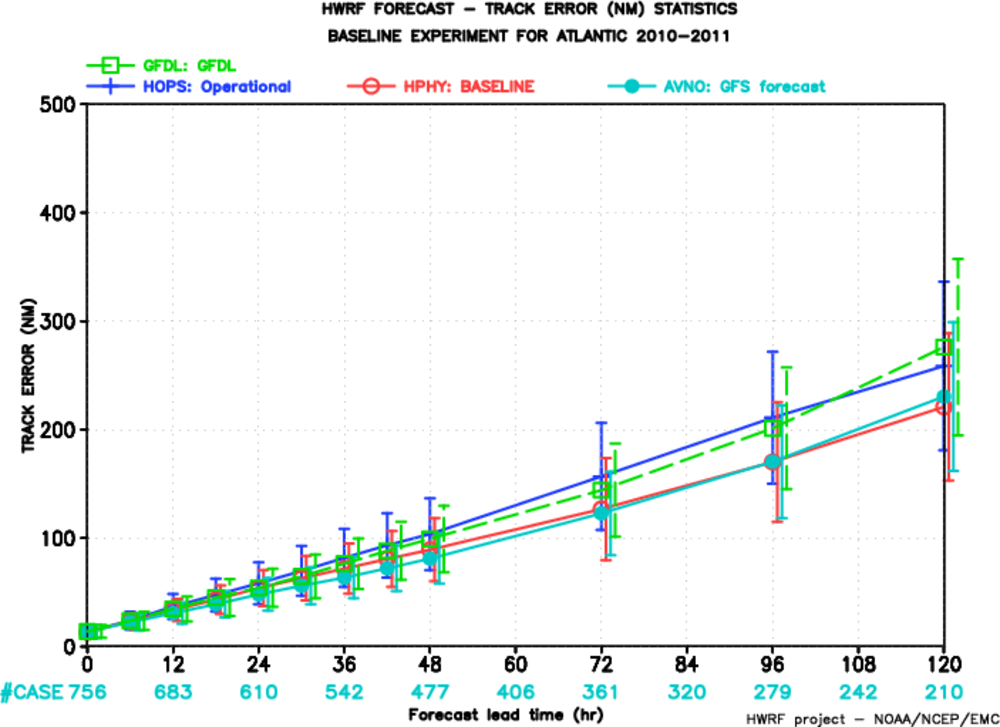 HWRF FORECAST − TRACK ERROR (NM) STATISTICS
BASELINE EXPERIMENT FOR ATLANTIC 2010−2011
GFDL: GFDL
HOPS: Operational HPHY: BASELINE AVNO: GFS forecast
500
400
300
200
100
0
TRACK ERROR (NM)
0 12 24 36 48 60 72 84 96 108 120
#CASE 756 683 610 542 477 406 361 320 279 242 210
Forecast lead time (hr)
HWRF project − NOAA/NCEP/EMC